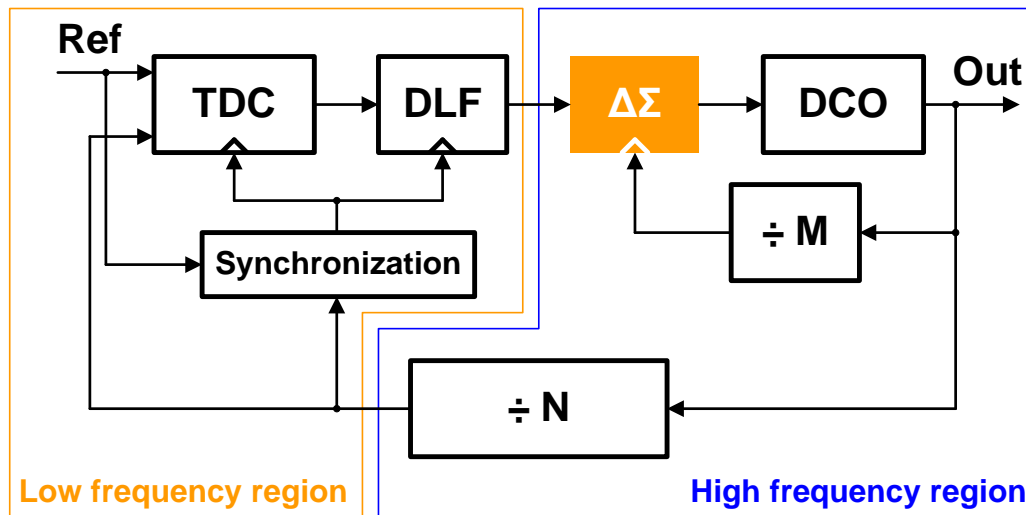 Ref
TDC
DLF
ΔΣ
DCO
Out
÷ M
Synchronization
÷ N
Low frequency region
High frequency region